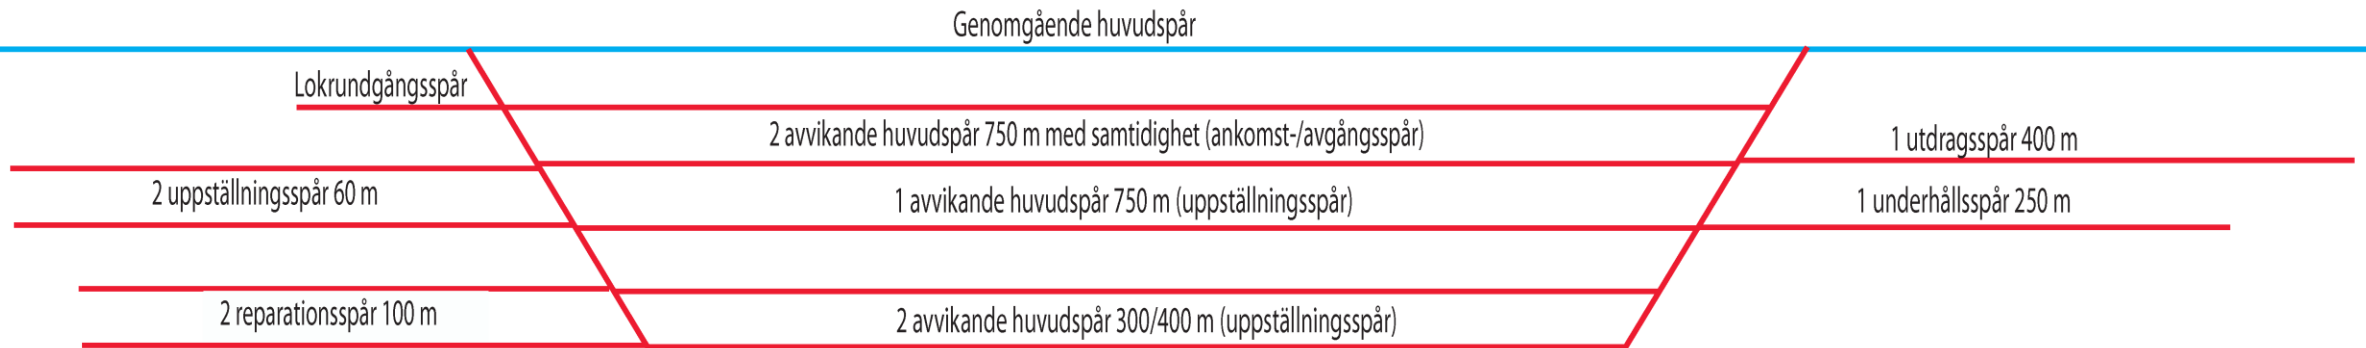 Genomgående huvudspår
Lokrundgångsspår
2 avvikande huvudspår 750 m med samtidighet (ankomst-/avgångsspår)
1 utdragsspår 400 m
2 uppställningsspår 60 m
1 avvikande huvudspår 750 m (uppställningsspår)
1 underhållsspår 250 m
2 reparationsspår 100 m
2 avvikande huvudspår 300/400 m (uppställningsspår)